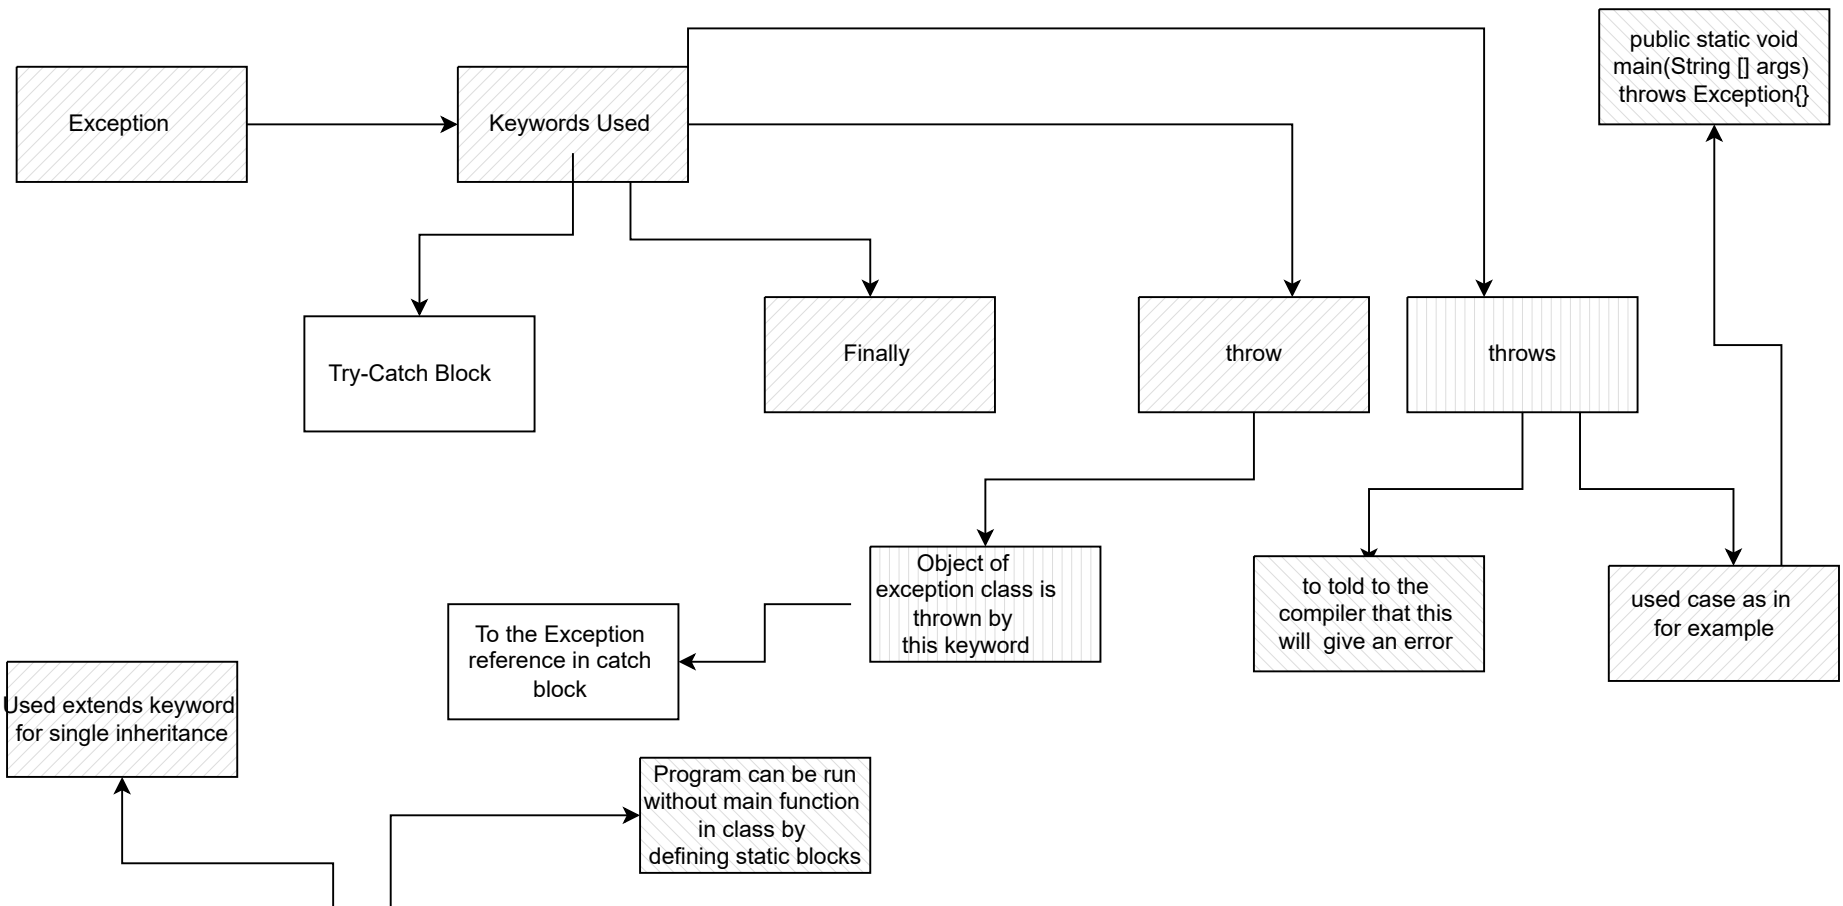 Exception
Keywords Used
public static void
main(String [] args)
throws Exception{}
Try-Catch Block
Finally
throw
throws
Object of
exception class is
thrown by
this keyword
to told to the
compiler that this
will  give an error
used case as in
for example
To the Exception
reference in catch
block
Used extends keyword
for single inheritance
Program can be run
without main function
in class by
defining static blocks